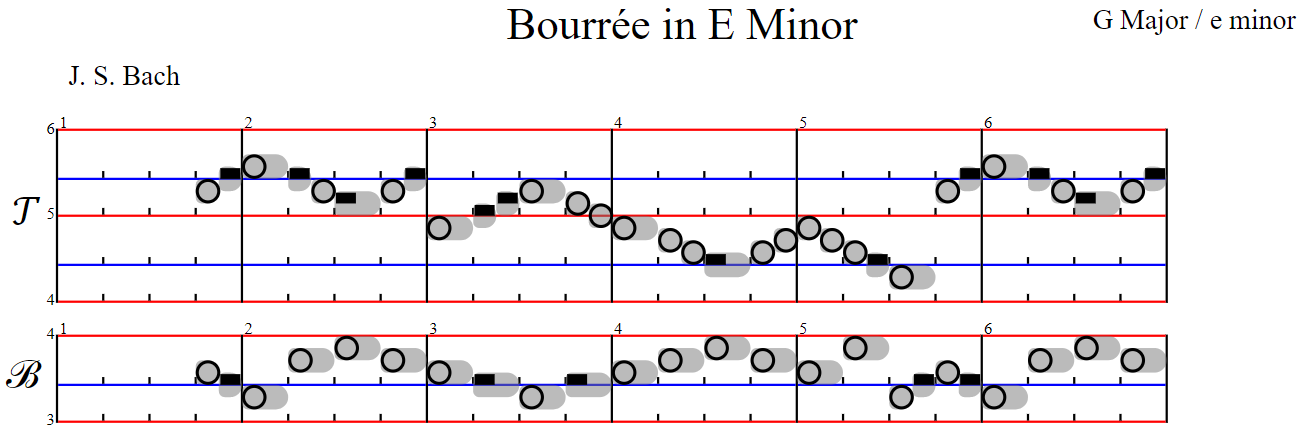 Bourrée in E Minor
G Major / e minor
J. S. Bach
6 1 2 3 4 5 6
𝒯 5
4
4 1 2 3 4 5 6
ℬ
3